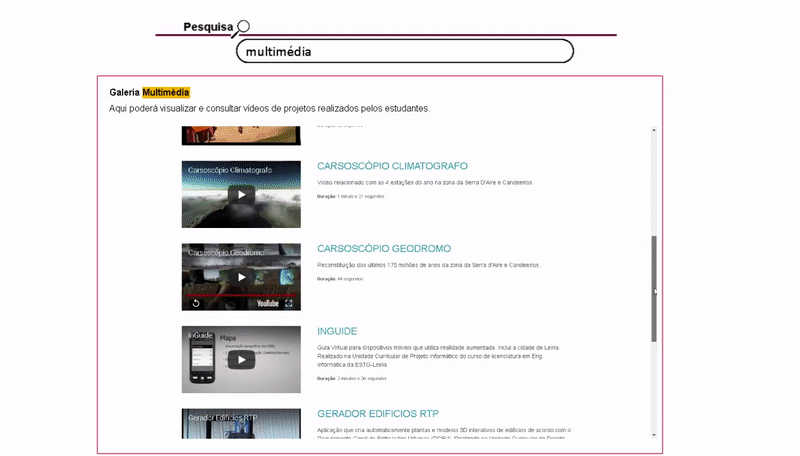 Pesquisa
multimédia
Galeria Multimédia
Aqui poderá visualizar e consultar vídeos de projetos realizados pelos estudantes.
Carsoscópio Climatografo
CARSOSCÓPIO CLIMATOGRAFO
Vídeo relacionado com as 4 estações do ano na zona da Serra D'Aire e Candeeiros.
Duração: 1 minuto e 21 segundos
Carsoscópio Geodromo
YouTube
CARSOSCÓPIO GEODROMO
Reconstituição dos últimos 175 milhões de anos da zona da Serra d'Aire e Candeeiros.
Duração: 44 segundos
inGuide
Mapa
INGUIDE
Guia Virtual para dispositivos móveis que utiliza realidade aumentada. Inclui a cidade de Leiria.
Realizado na Unidade Curricular de Projeto Informático do curso de licenciatura em Eng.
Informática da ESTG-Leiria.
Duração: 2 minutos e 36 segundos
Gerador Edifícios RTP
GERADOR EDIFICIOS RTP
Aplicação que cria automaticamente plantas e modelos 3D interativos de edifícios de acordo com o